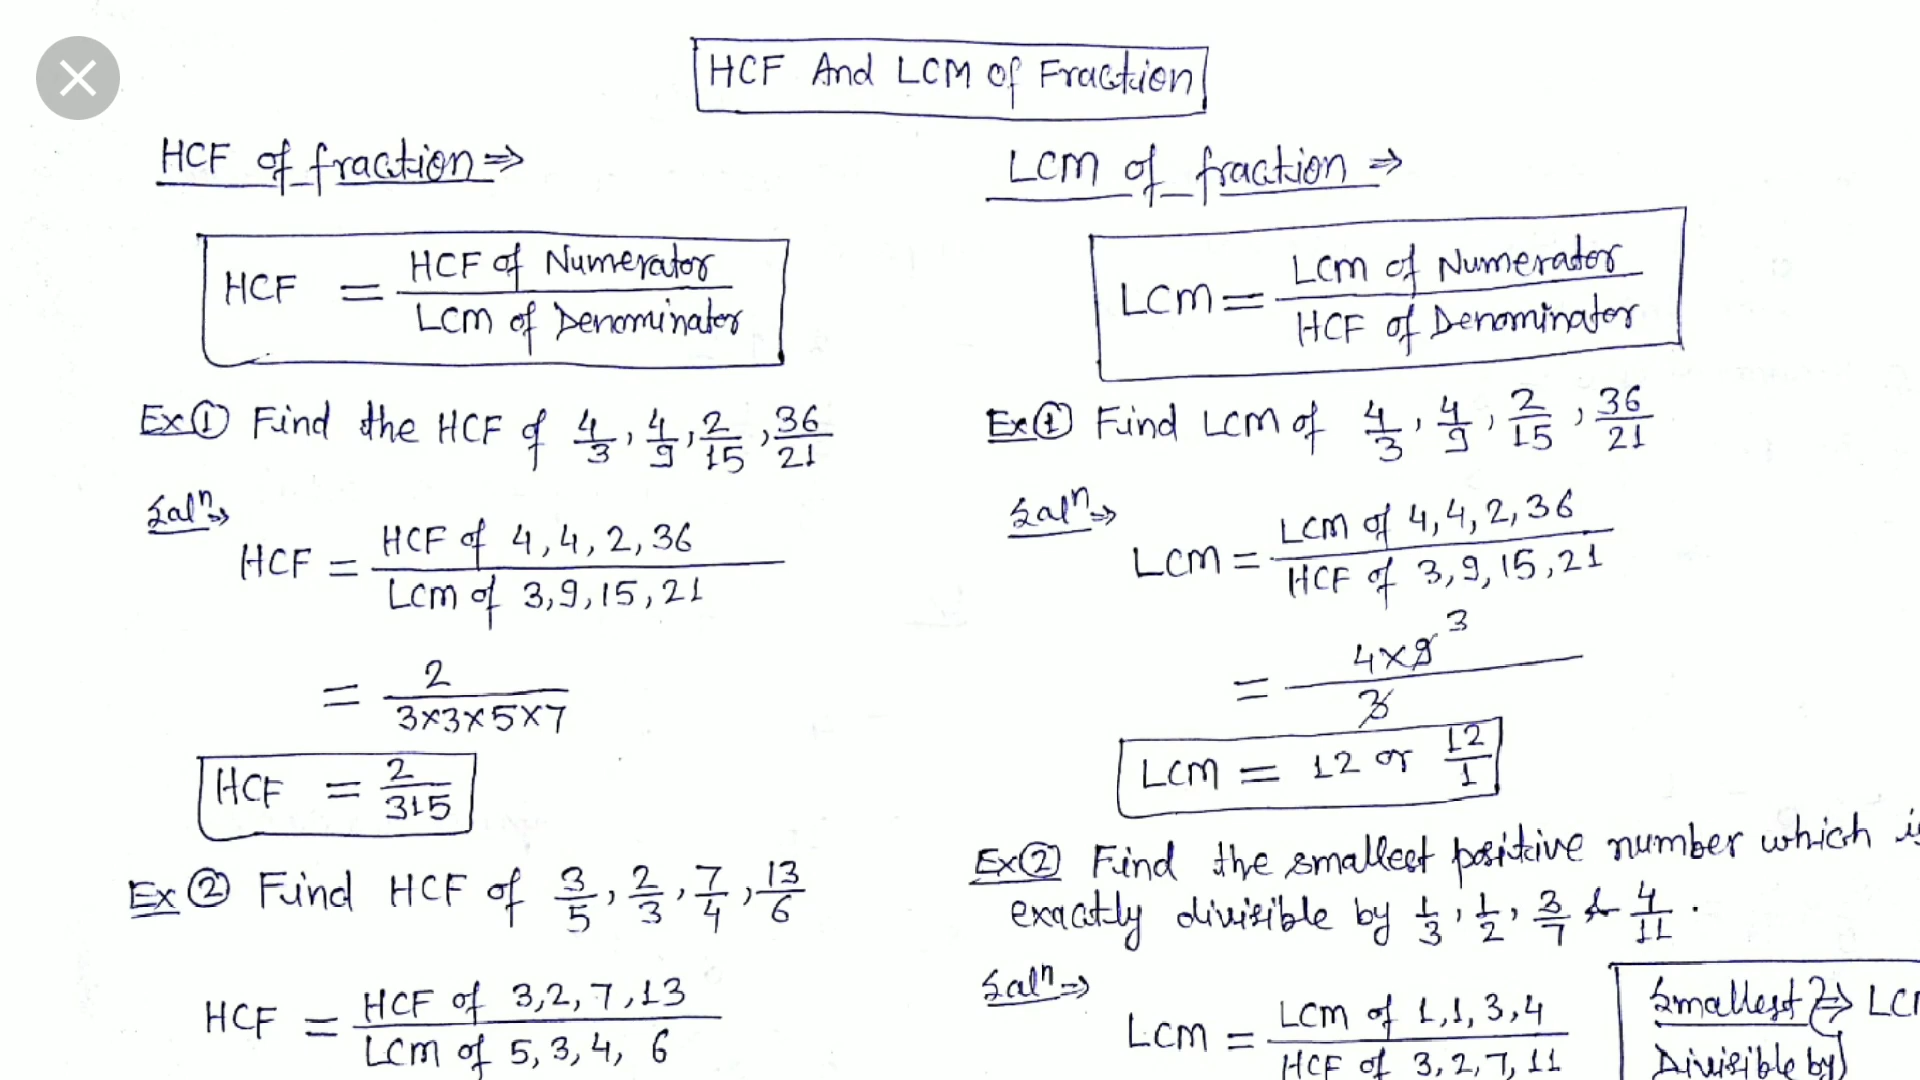 HCF And LCM of Fraction
HCF of fraction ⇒
HCF = HCF of Numerator / LCM of Denominator
Ex① Find the HCF of 4/3, 4/9, 2/15, 36/21
Solⁿ⇒
HCF = HCF of 4,4,2,36 / LCM of 3,9,15,21
= 2 / 3×3×5×7
HCF = 2/315
Ex② Find HCF of 3/5, 2/3, 7/4, 13/6
HCF = HCF of 3,2,7,13 / LCM of 5,3,4,6
LCM of fraction ⇒
LCM = LCM of Numerator / HCF of Denominator
Ex① Find LCM of 4/3, 4/9, 2/15, 36/21
Solⁿ⇒
LCM = LCM of 4,4,2,36 / HCF of 3,9,15,21
= 4×9 3 / 3
LCM = 12 or 12/1
Ex② Find the smallest positive number which is
exactly divisible by 1/3, 1/2, 3/7 & 4/11.
Solⁿ⇒
LCM = LCM of 1,1,3,4 / HCF of 3,2,7,11
Smallest ⇒ LCM
Divisible by